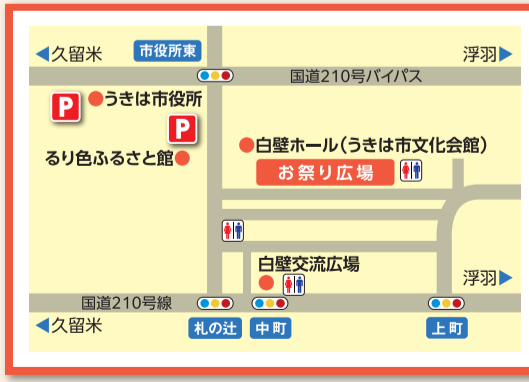 ◀久留米
市役所東
浮羽▶
国道210号バイパス
P
うきは市役所
P
るり色ふるさと館
白壁ホール(うきは市文化会館)
お祭り広場
白壁交流広場
浮羽▶
国道210号線
◀久留米
札の辻
中町
上町